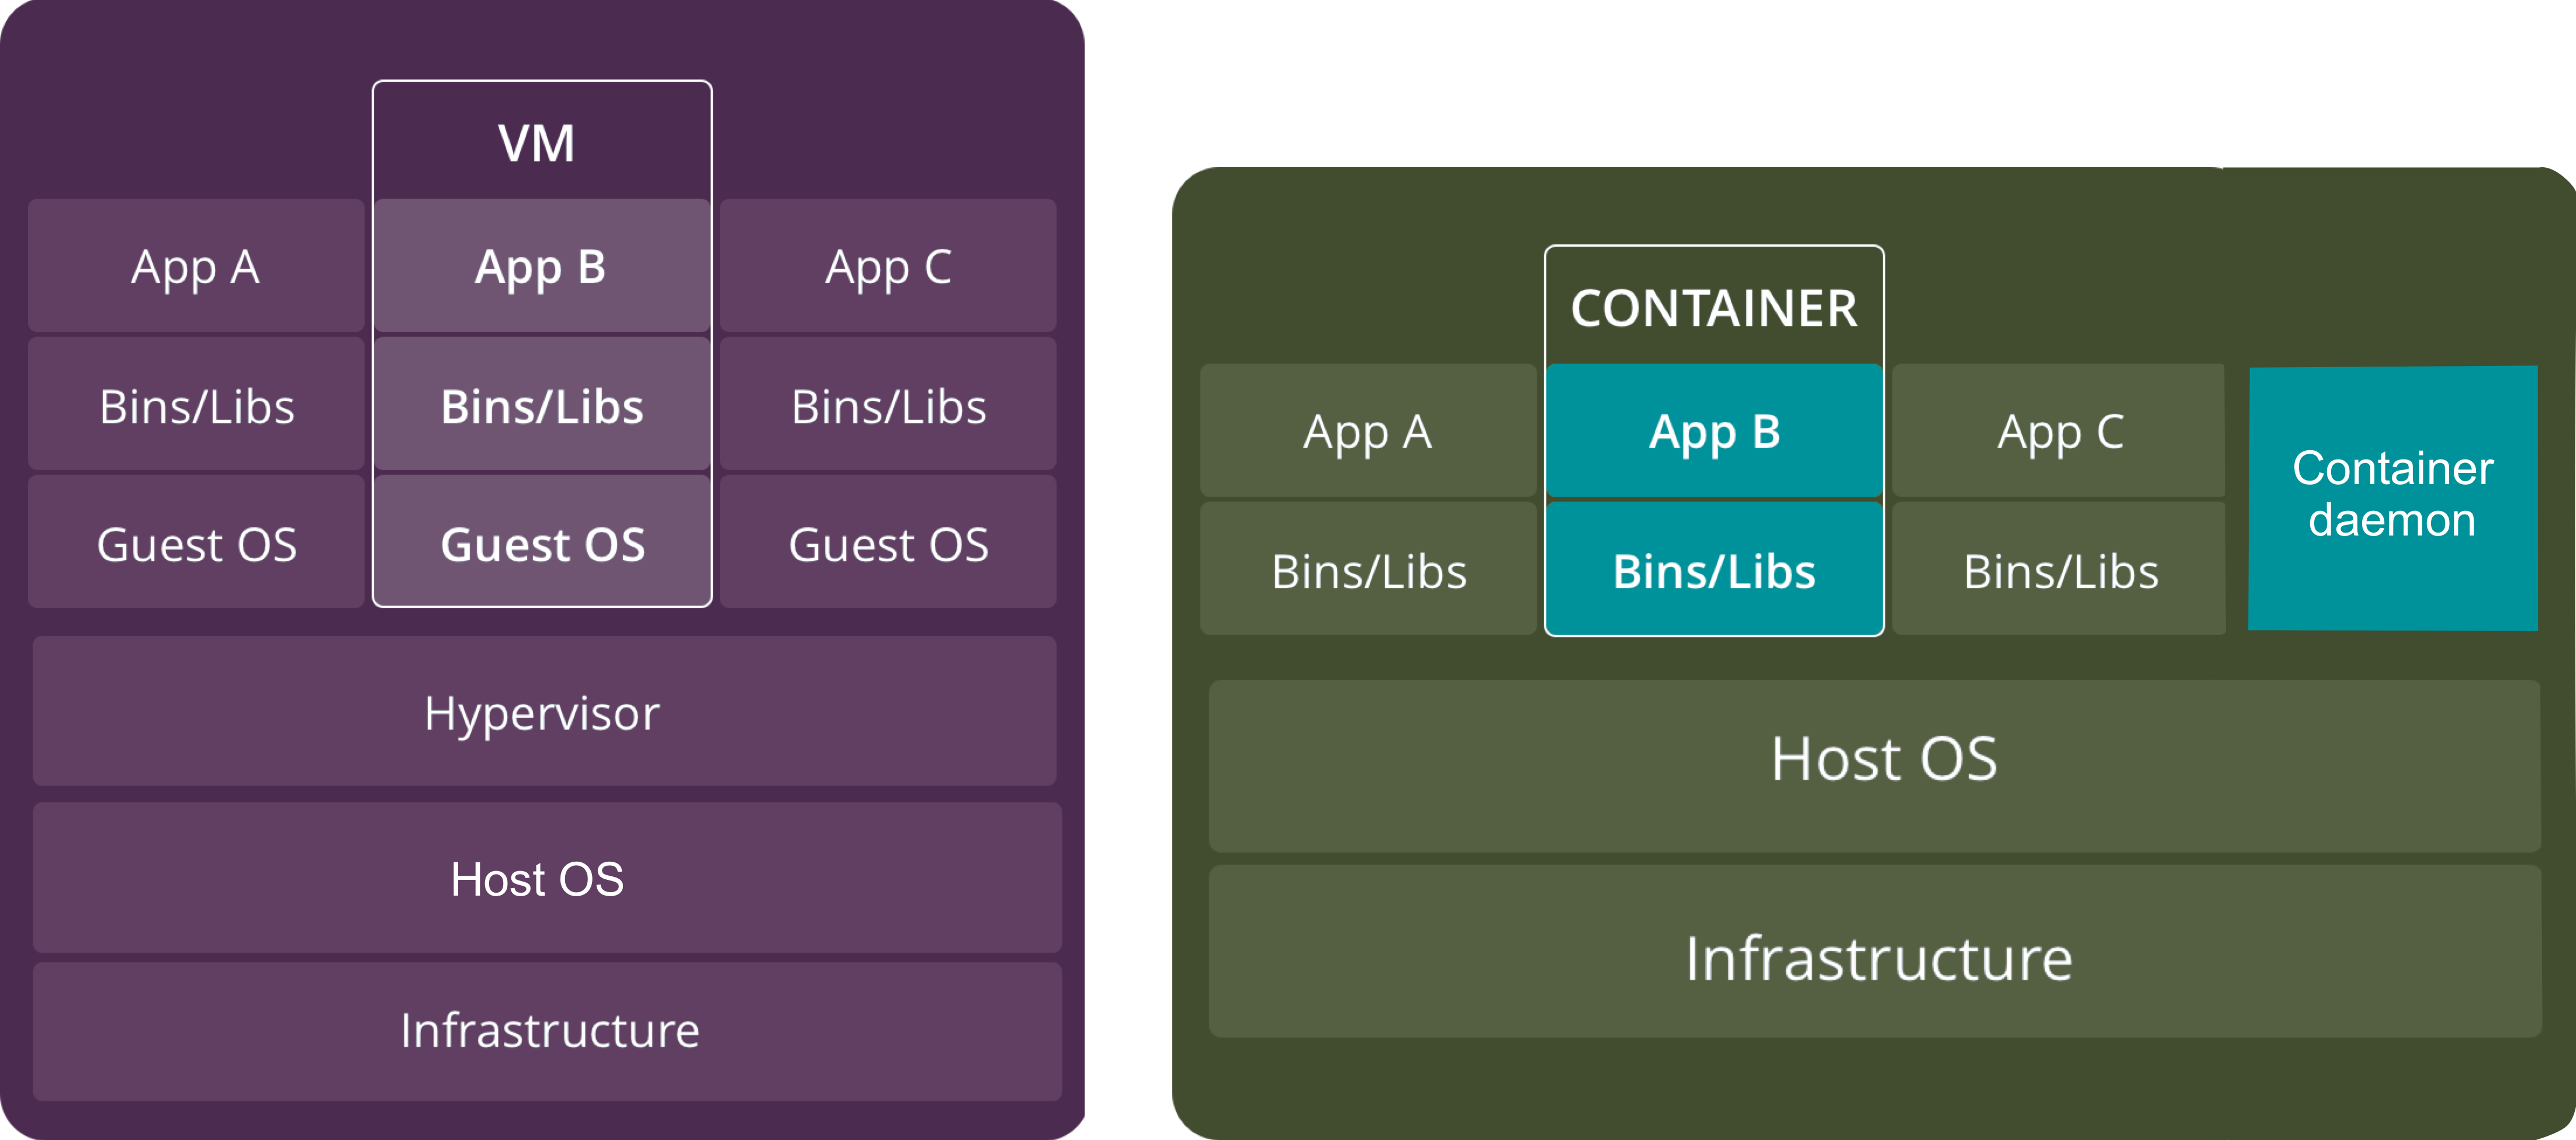 VM
App A
App B
App C
Bins/Libs
Bins/Libs
Bins/Libs
Guest OS
Guest OS
Guest OS
Hypervisor
Host OS
Infrastructure
CONTAINER
App A
App B
App C
Container
daemon
Bins/Libs
Bins/Libs
Bins/Libs
Host OS
Infrastructure